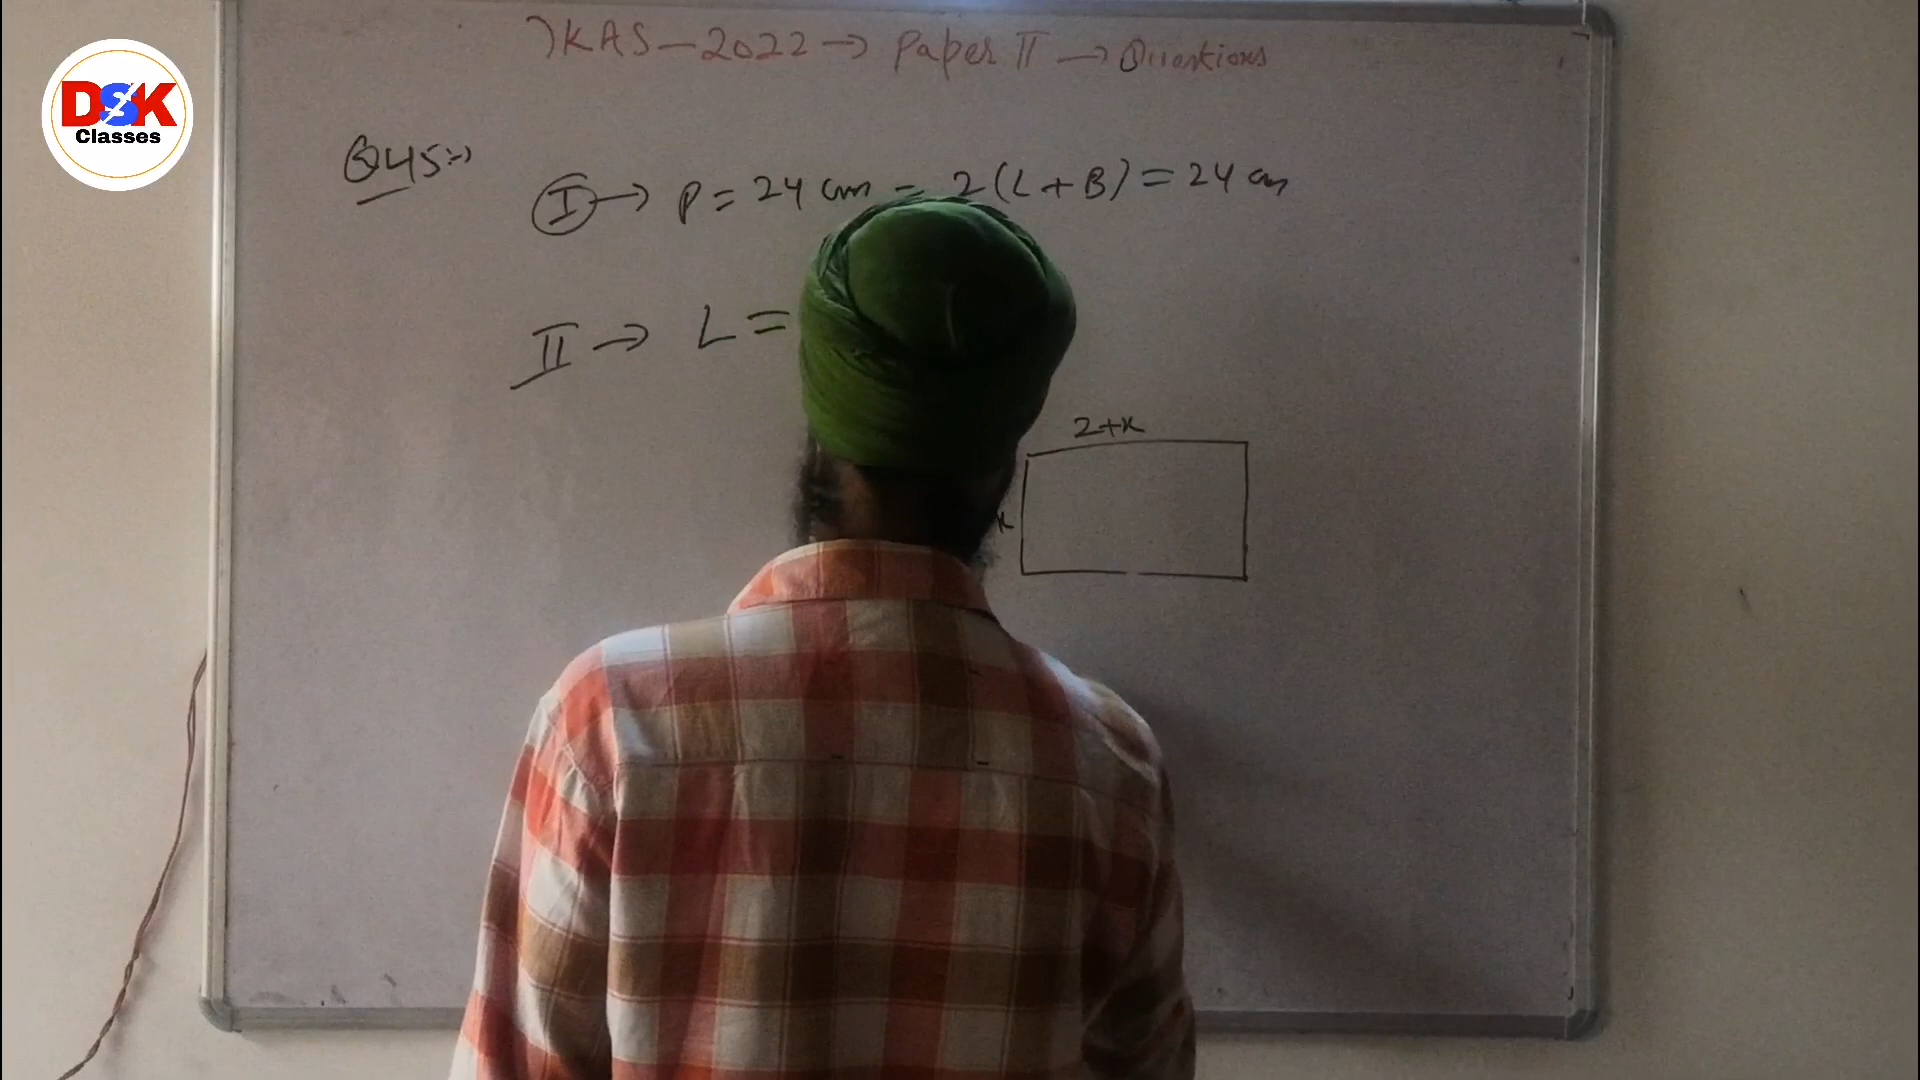 JKAS-2022 → Paper II → Questions
DSK
Classes
Q45:→
I → P = 24 cm = 2(L+B) = 24 cm
II → L =
2+x
x